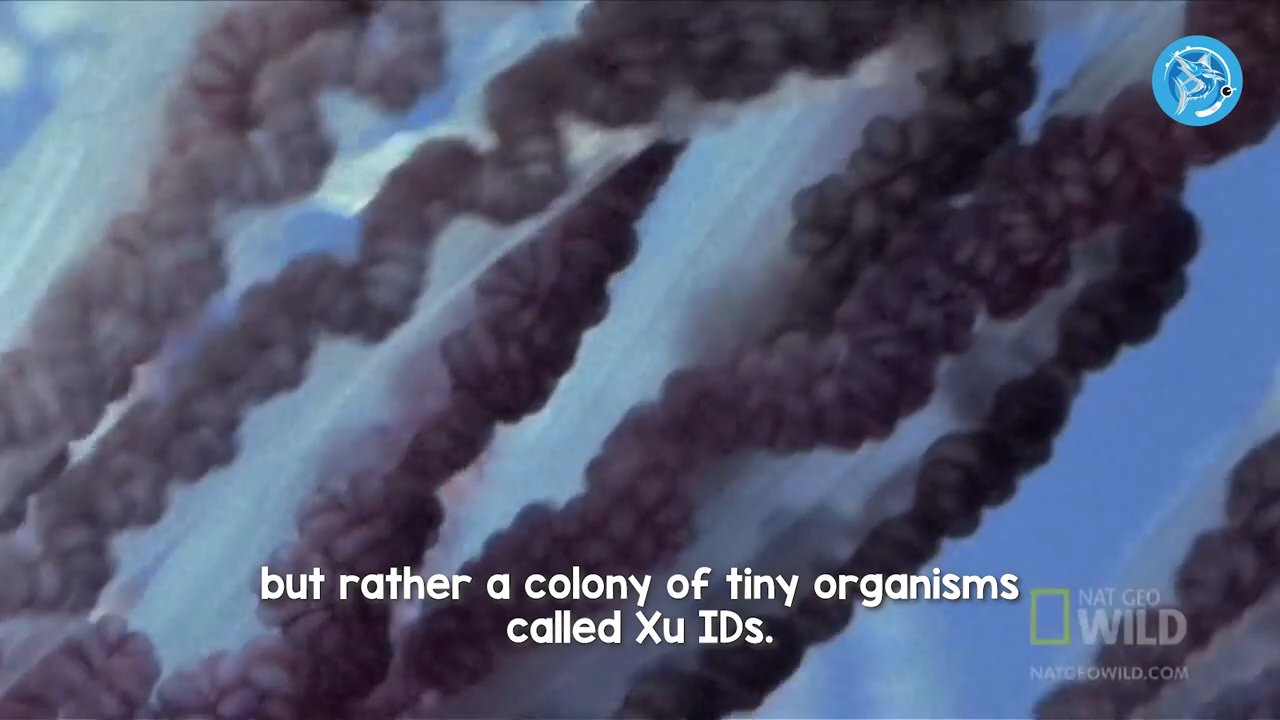 but rather a colony of tiny organisms
called Xu IDs.
NAT GEO
WILD
NATGEOWILD.COM